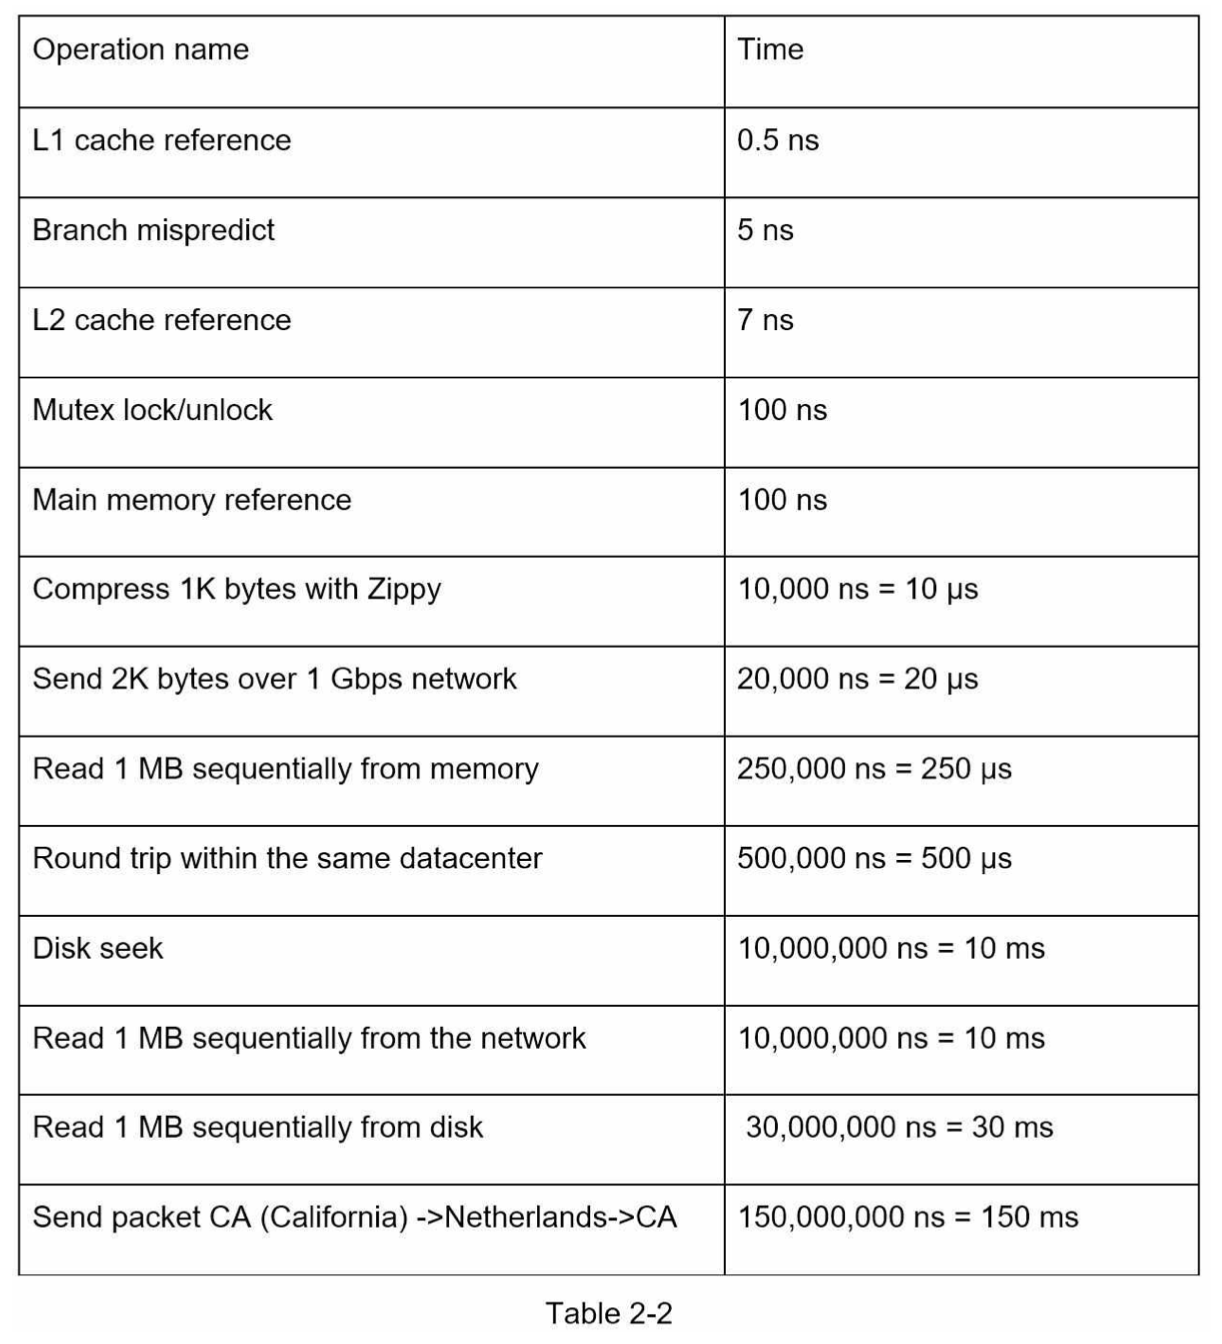 Operation name Time
L1 cache reference 0.5 ns
Branch mispredict 5 ns
L2 cache reference 7 ns
Mutex lock/unlock 100 ns
Main memory reference 100 ns
Compress 1K bytes with Zippy 10,000 ns = 10 μs
Send 2K bytes over 1 Gbps network 20,000 ns = 20 μs
Read 1 MB sequentially from memory 250,000 ns = 250 μs
Round trip within the same datacenter 500,000 ns = 500 μs
Disk seek 10,000,000 ns = 10 ms
Read 1 MB sequentially from the network 10,000,000 ns = 10 ms
Read 1 MB sequentially from disk 30,000,000 ns = 30 ms
Send packet CA (California) ->Netherlands->CA 150,000,000 ns = 150 ms
Table 2-2